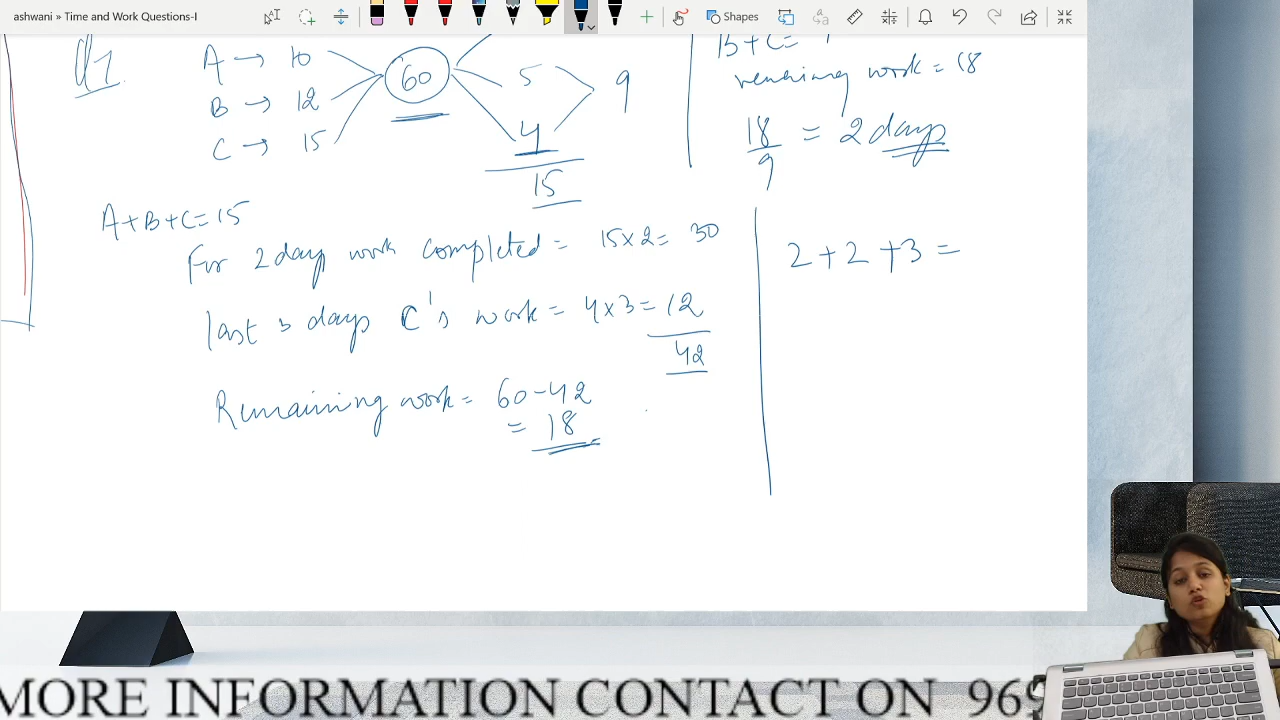 ashwani » Time and Work Questions-I
Shapes
Q1.
A → 10
B → 12
C → 15
60
5
4
9
15
B+C=
remaining work = 18
18/9 = 2 days
A+B+C=15
For 2 day work completed = 15×2= 30
last 3 days C's work = 4×3=12
42
Remaining work = 60-42
= 18
2+2+3=
MORE INFORMATION CONTACT ON 969